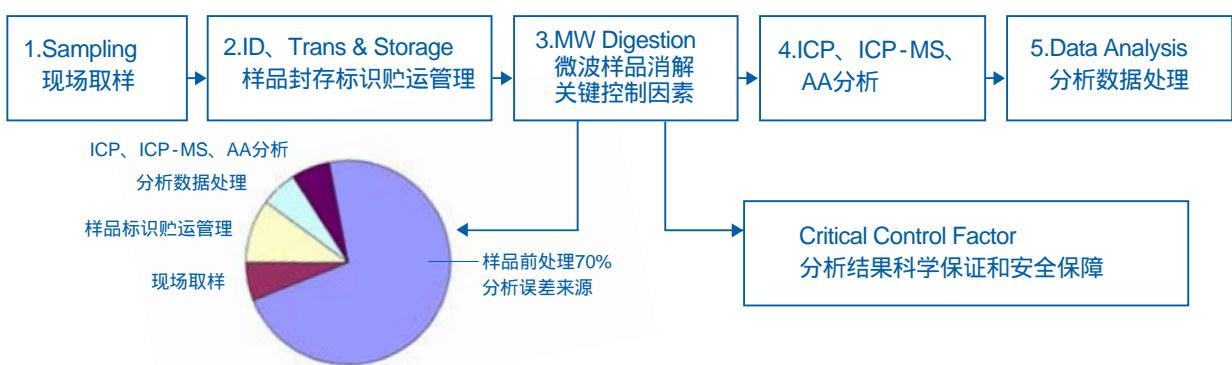 1.Sampling
现场取样
2.ID、Trans & Storage
样品封存标识贮运管理
3.MW Digestion
微波样品消解
关键控制因素
4.ICP、ICP-MS、
AA分析
5.Data Analysis
分析数据处理
ICP、ICP-MS、AA分析
分析数据处理
样品标识贮运管理
现场取样
样品前处理70%
分析误差来源
Critical Control Factor
分析结果科学保证和安全保障